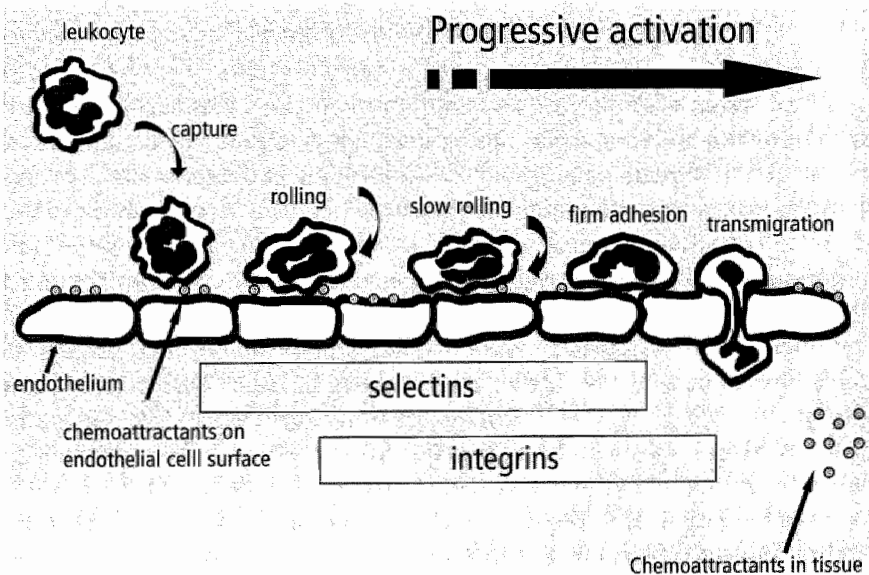 leukocyte
Progressive activation
capture
rolling
slow rolling
firm adhesion
transmigration
endothelium
selectins
chemoattractants on
endothelial celll surface
integrins
Chemoattractants in tissue